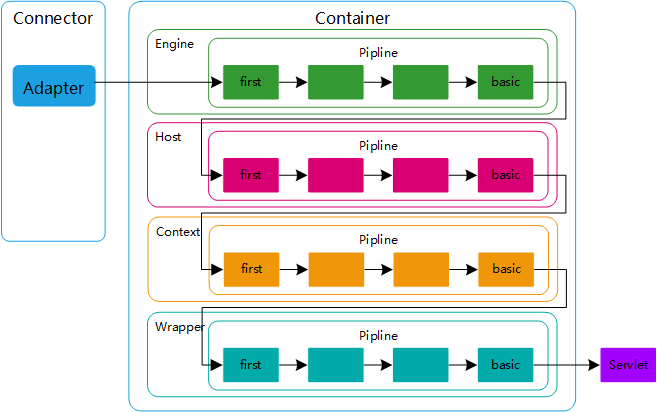 Connector
Container
Adapter
Engine
Pipline
first
basic
Host
Pipline
first
basic
Context
Pipline
first
basic
Wrapper
Pipline
first
basic
Servlet